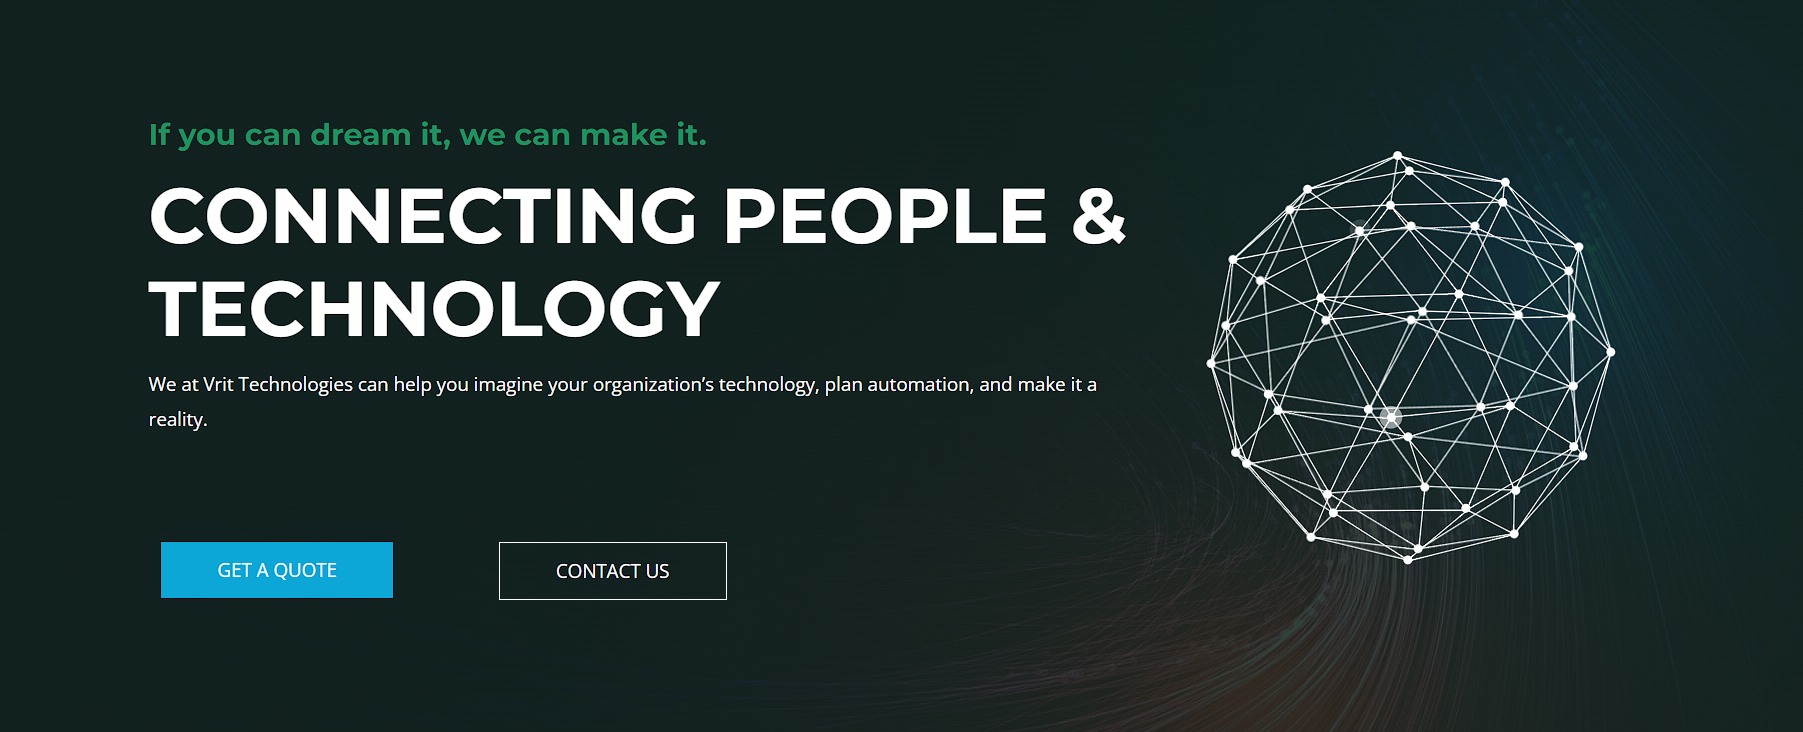 If you can dream it, we can make it.
CONNECTING PEOPLE &
TECHNOLOGY
We at Vrit Technologies can help you imagine your organization’s technology, plan automation, and make it a
reality.
GET A QUOTE
CONTACT US